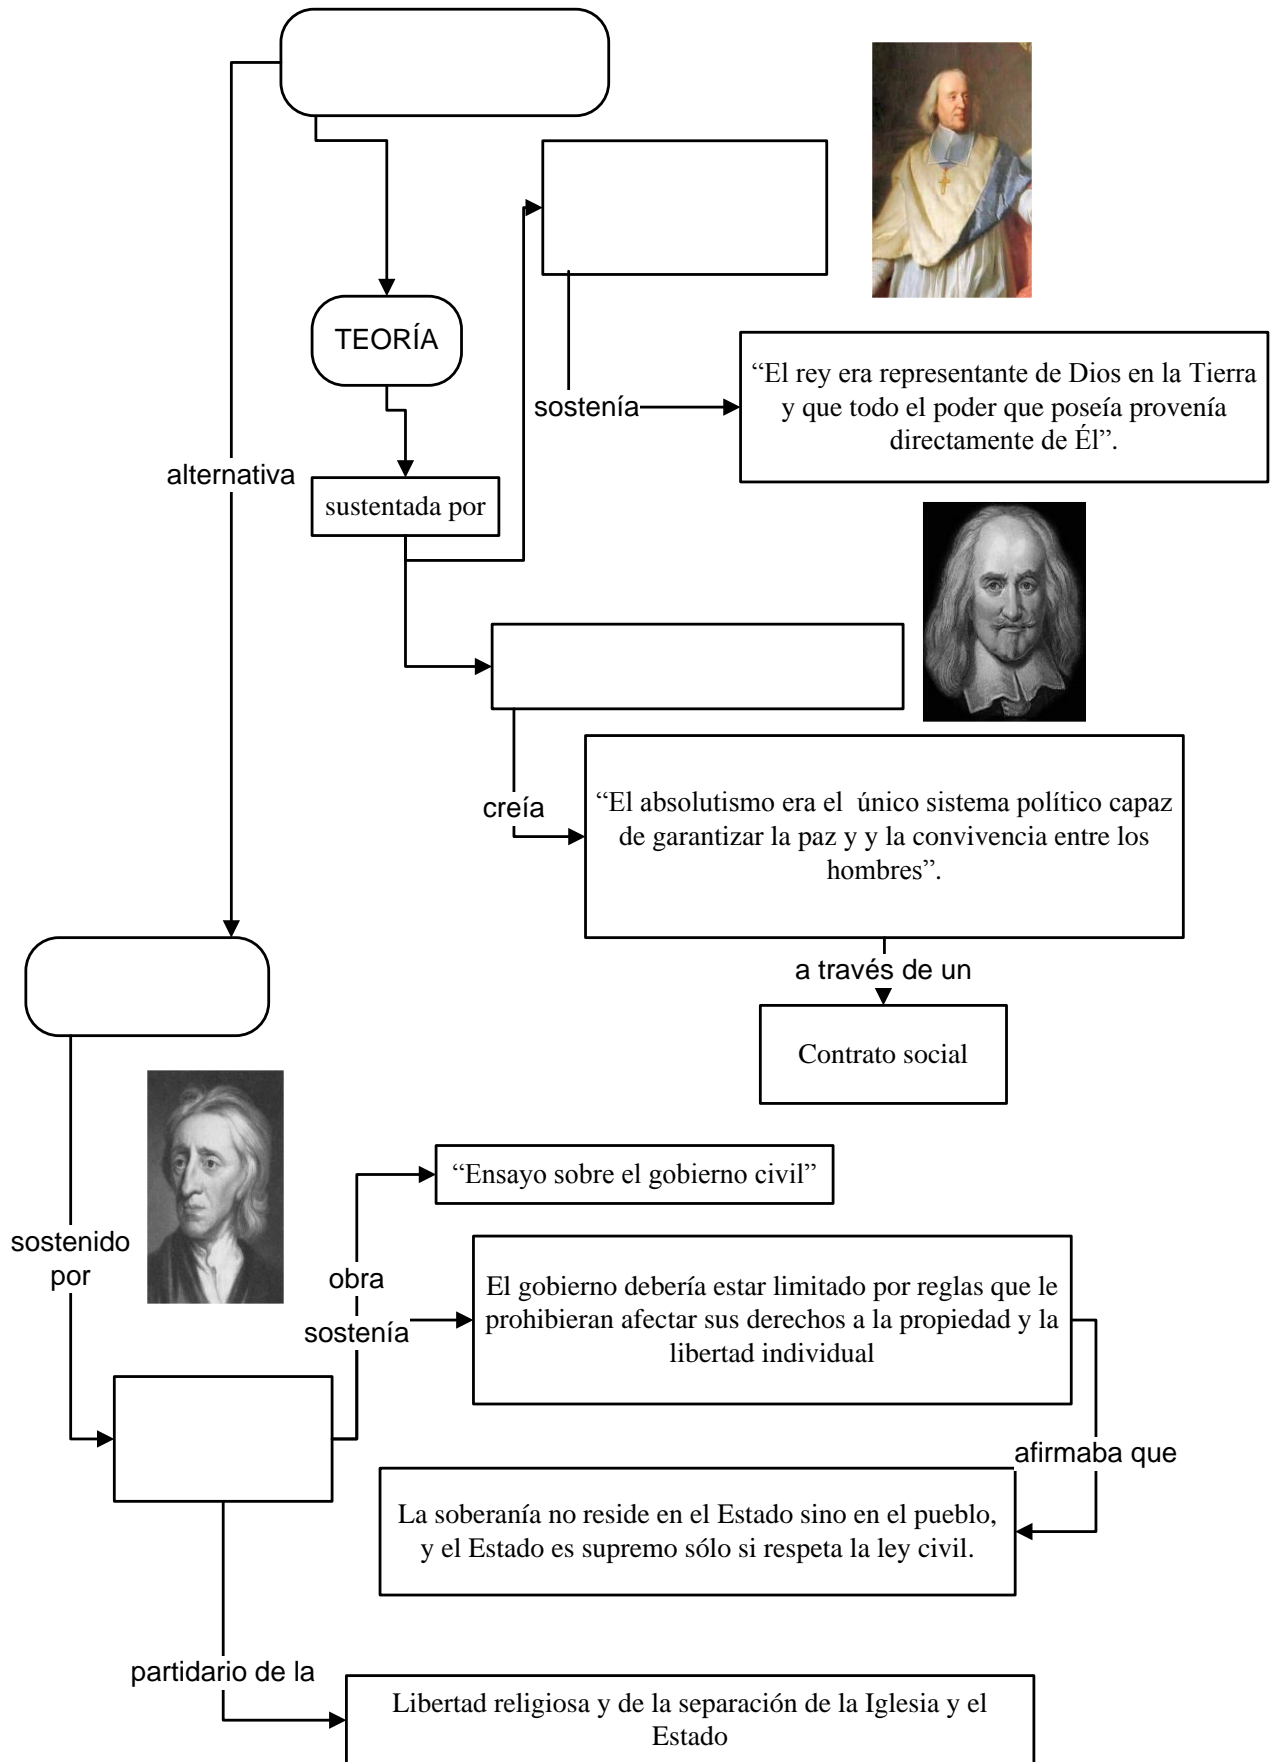 TEORÍA
“El rey era representante de Dios en la Tierra
y que todo el poder que poseía provenía
directamente de Él”.
sostenía
alternativa
sustentada por
creía
“El absolutismo era el único sistema político capaz
de garantizar la paz y y la convivencia entre los
hombres”.
a través de un
Contrato social
“Ensayo sobre el gobierno civil”
sostenido
por
obra
sostenía
El gobierno debería estar limitado por reglas que le
prohibieran afectar sus derechos a la propiedad y la
libertad individual
afirmaba que
La soberanía no reside en el Estado sino en el pueblo,
y el Estado es supremo sólo si respeta la ley civil.
partidario de la
Libertad religiosa y de la separación de la Iglesia y el
Estado